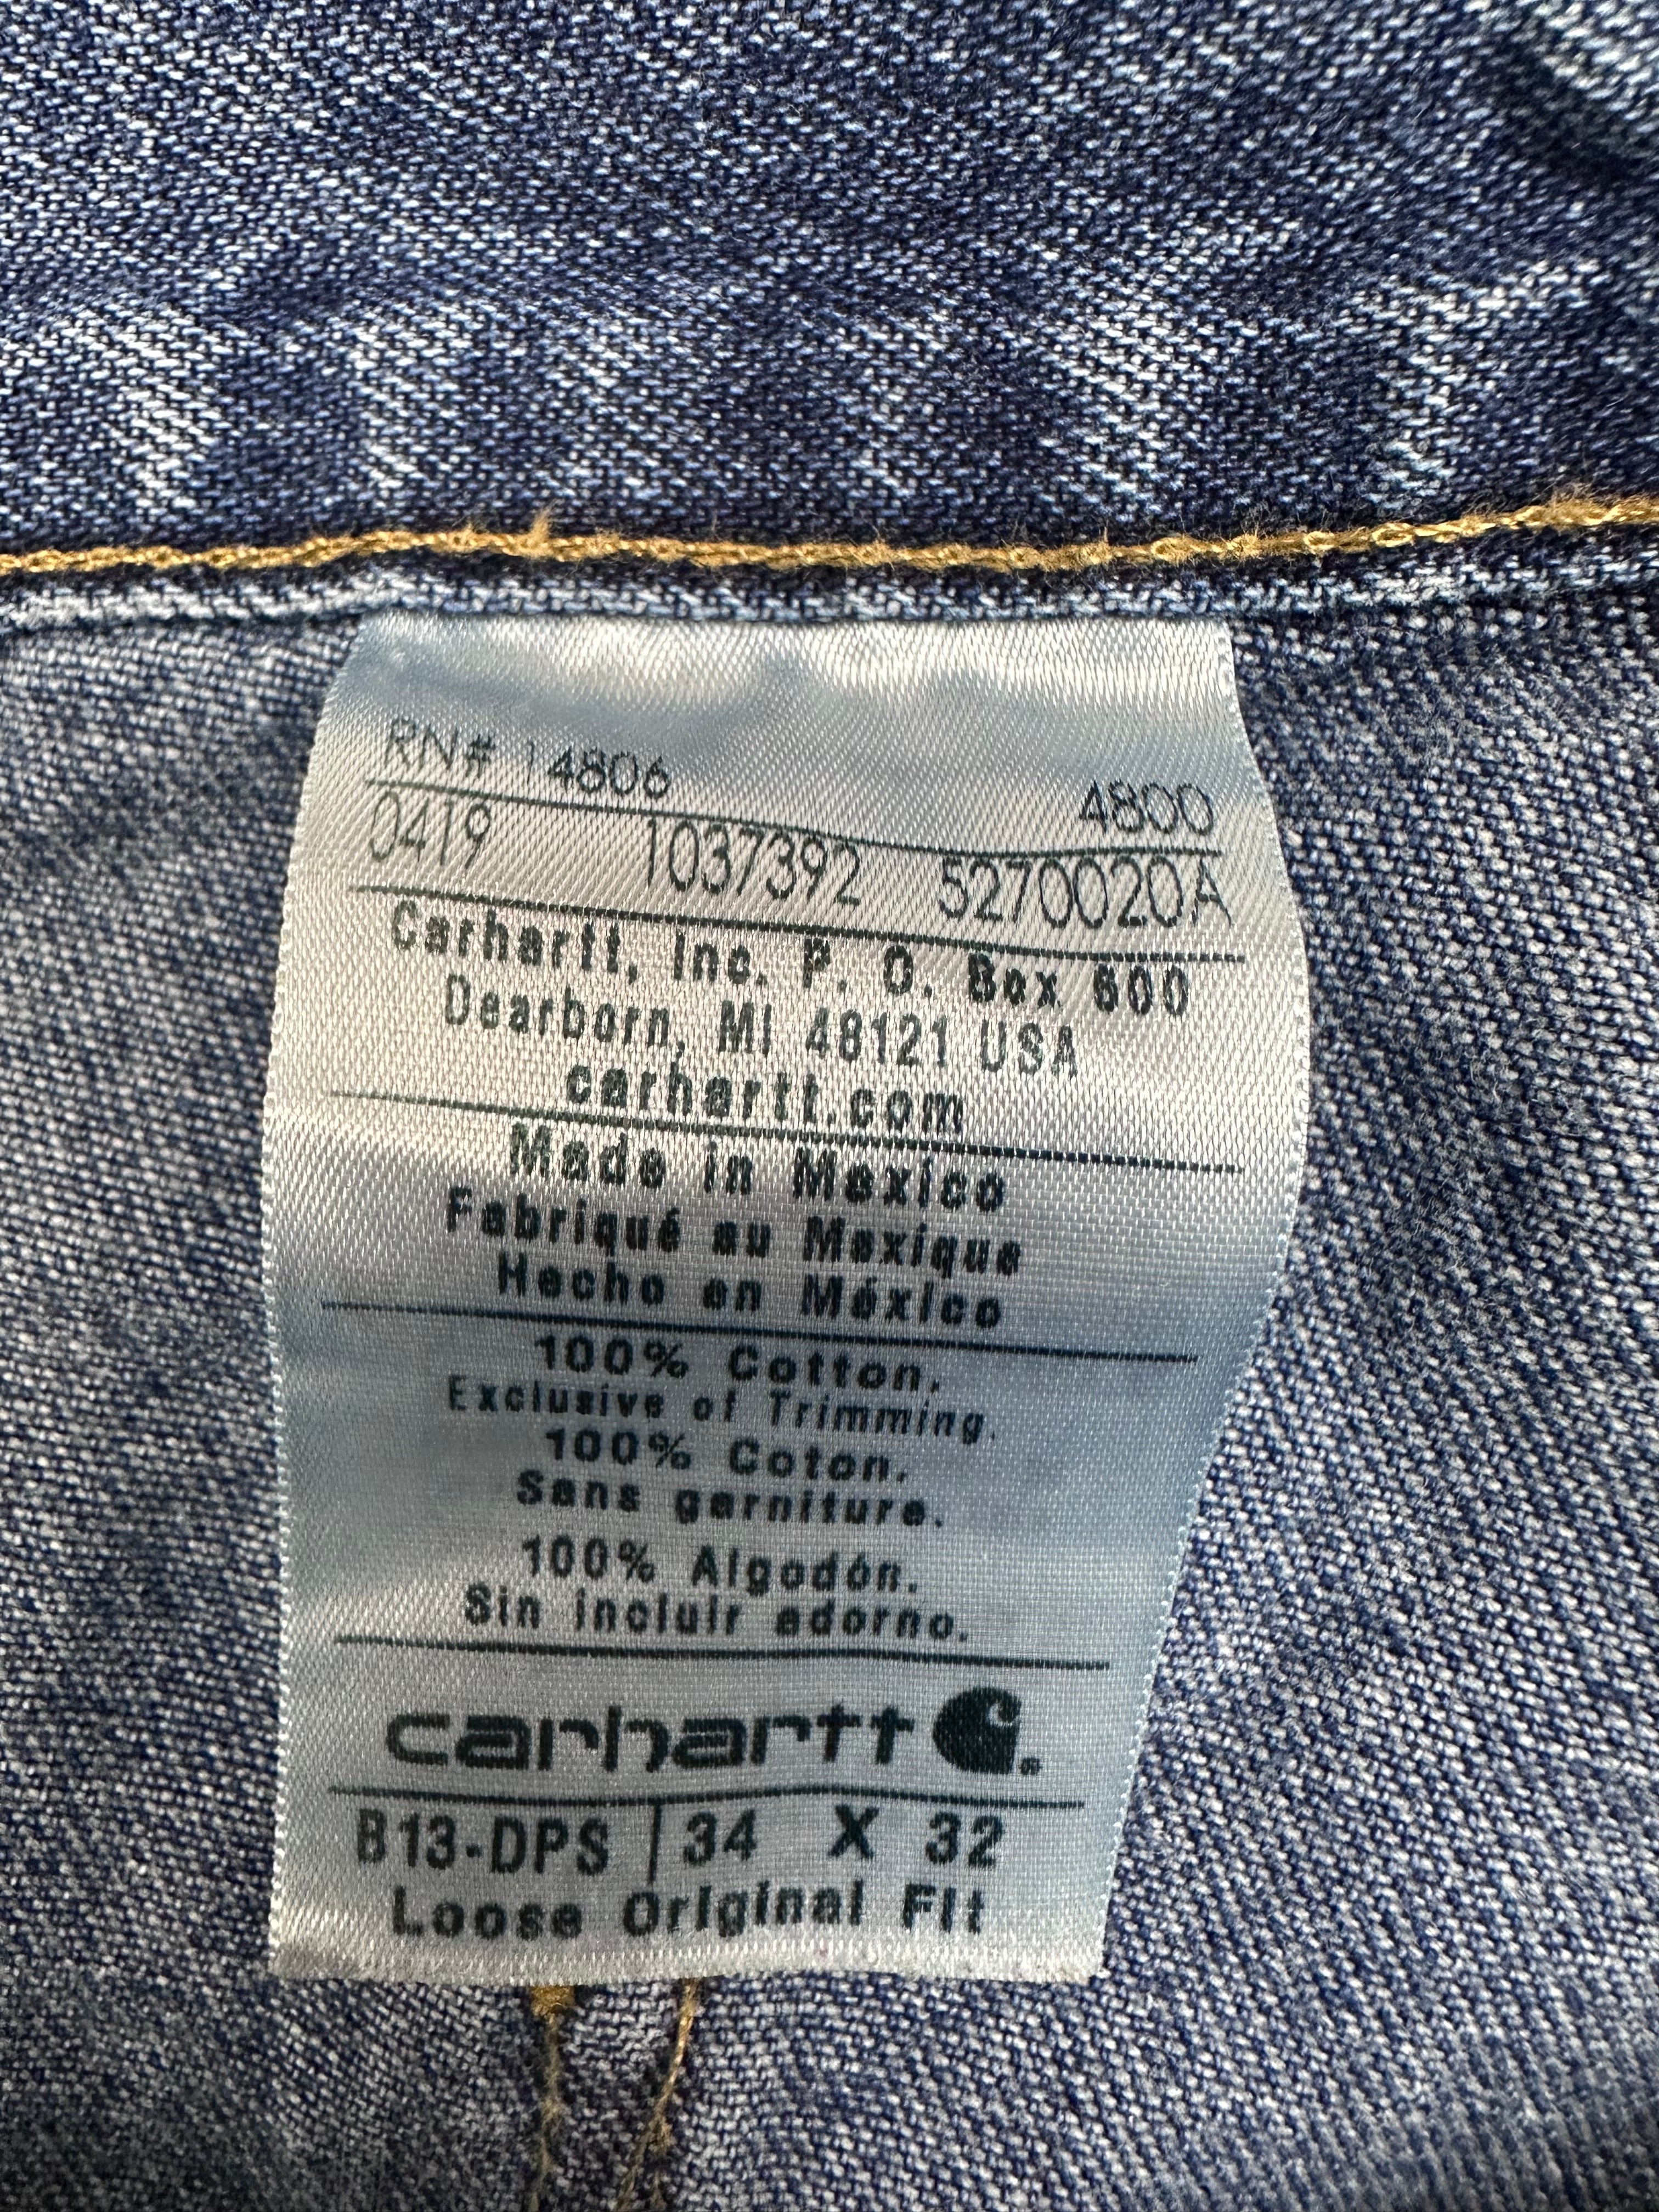 RN# 14806 4800
0419 1037392 5270020A
Carhartt, Inc. P. O. Box 600
Dearborn, MI 48121 USA
carhartt.com
Made in Mexico
Fabriqué au Mexique
Hecho en México
100% Cotton.
Exclusive of Trimming.
100% Coton.
Sans garniture.
100% Algodón.
Sin incluir adorno.
carhartt
B13-DPS | 34 X 32
Loose Original Fit